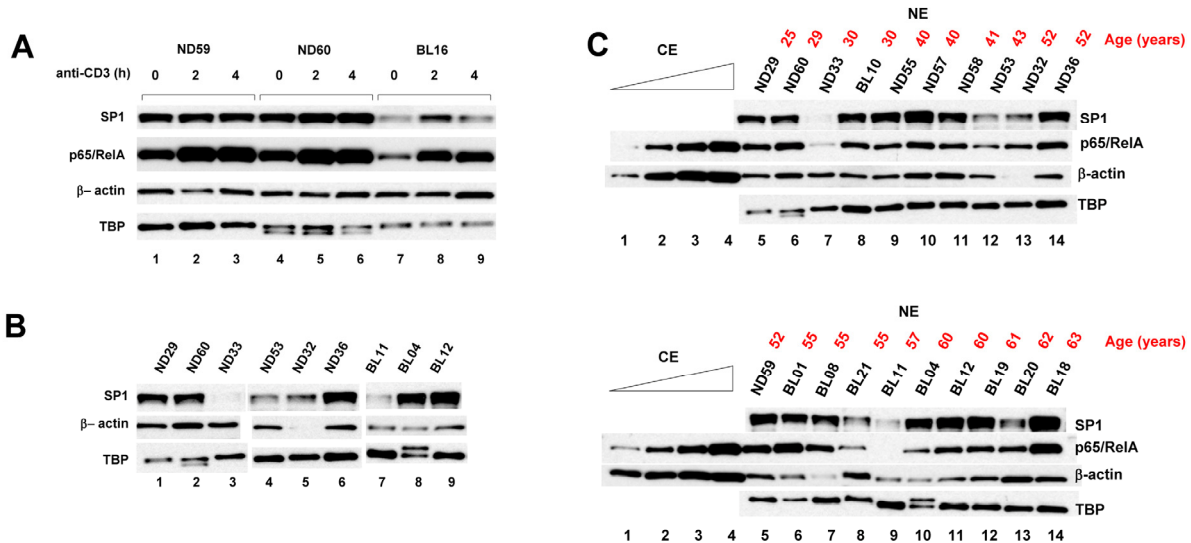 A
ND59 ND60 BL16
anti-CD3 (h) 0 2 4 0 2 4 0 2 4
SP1
p65/RelA
β– actin
TBP
1 2 3 4 5 6 7 8 9
B
ND29 ND60 ND33 ND53 ND32 ND36 BL11 BL04 BL12
SP1
β– actin
TBP
1 2 3 4 5 6 7 8 9
C
NE
CE
25 29 30 30 40 40 41 43 52 52 Age (years)
ND29 ND60 ND33 BL10 ND55 ND57 ND58 ND53 ND32 ND36
SP1
p65/RelA
β-actin
TBP
1 2 3 4 5 6 7 8 9 10 11 12 13 14
NE
CE
52 55 55 55 57 60 60 61 62 63 Age (years)
ND59 BL01 BL08 BL21 BL11 BL04 BL12 BL19 BL20 BL18
SP1
p65/RelA
β-actin
TBP
1 2 3 4 5 6 7 8 9 10 11 12 13 14